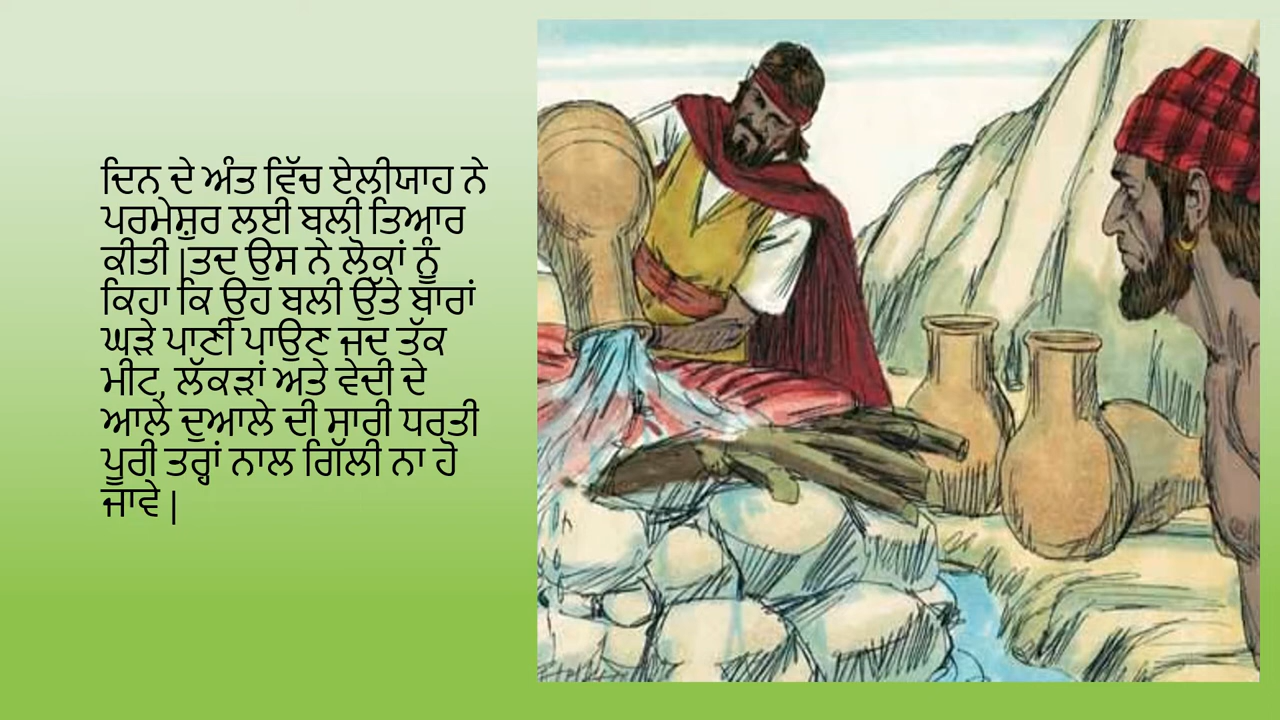 ਦਿਨ ਦੇ ਅੰਤ ਵਿੱਚ ਏਲੀਯਾਹ ਨੇ
ਪਰਮੇਸ਼ੁਰ ਲਈ ਬਲੀ ਤਿਆਰ
ਕੀਤੀ |ਤਦ ਉਸ ਨੇ ਲੋਕਾਂ ਨੂੰ
ਕਿਹਾ ਕਿ ਉਹ ਬਲੀ ਉੱਤੇ ਬਾਰਾਂ
ਘੜੇ ਪਾਣੀ ਪਾਉਣ ਜਦ ਤੱਕ
ਮੀਟ, ਲੱਕੜਾਂ ਅਤੇ ਵੇਦੀ ਦੇ
ਆਲੇ ਦੁਆਲੇ ਦੀ ਸਾਰੀ ਧਰਤੀ
ਪੂਰੀ ਤਰ੍ਹਾਂ ਨਾਲ ਗਿੱਲੀ ਨਾ ਹੋ
ਜਾਵੇ |